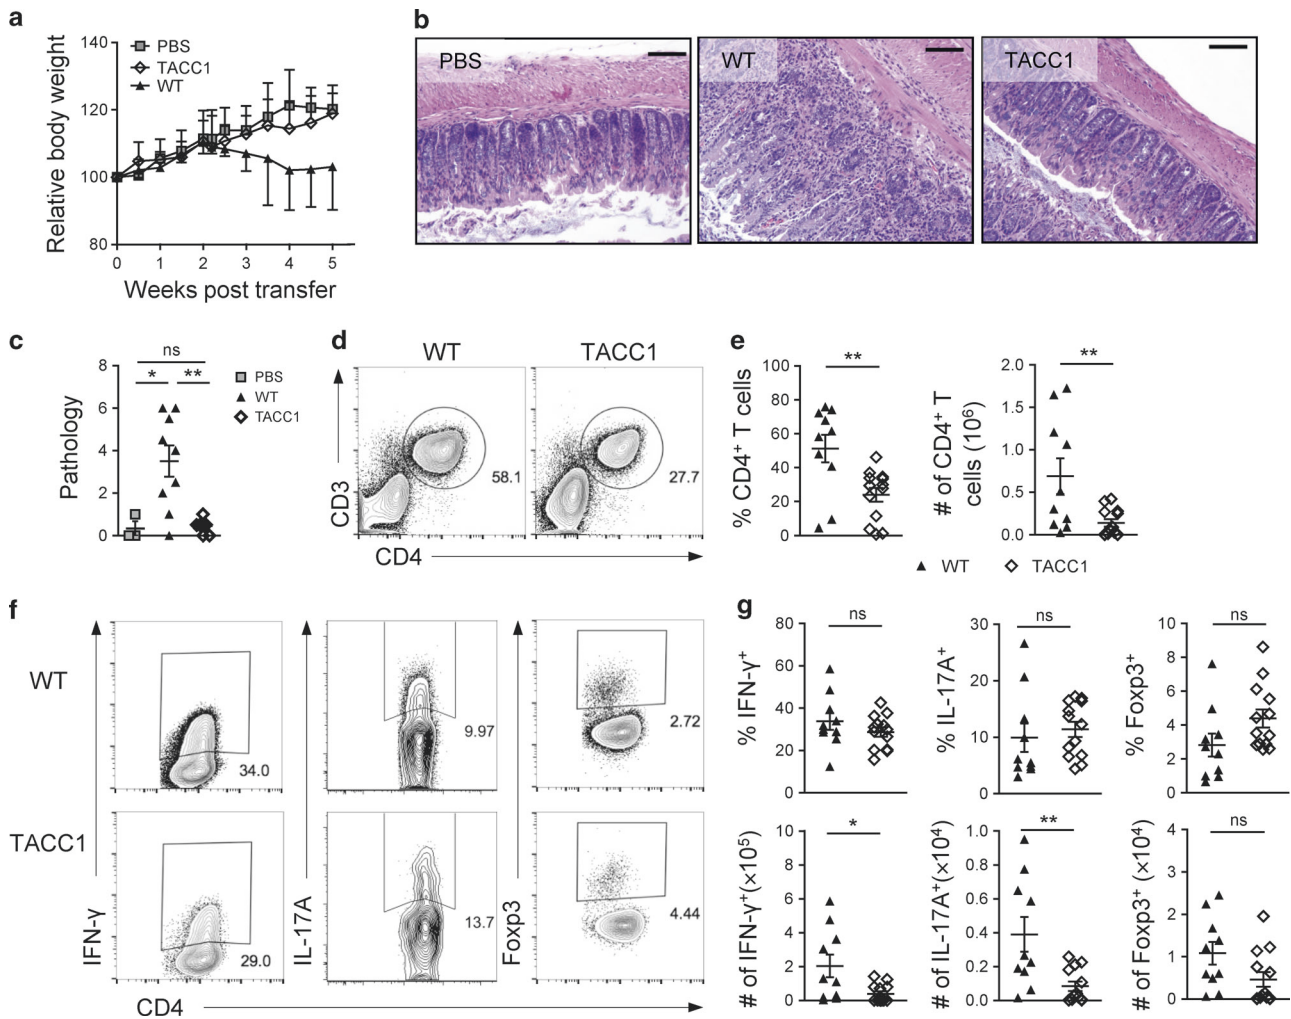 a
Relative body weight
140
120
100
80
PBS
TACC1
WT
0 1 2 3 4 5
Weeks post transfer
b
PBS
WT
TACC1
c
Pathology
8
6
4
2
0
ns
* **
PBS
WT
TACC1
d
WT TACC1
CD3
58.1
27.7
CD4
e
% CD4+ T cells
100
80
60
40
20
0
**
# of CD4+ T
cells (10⁶)
2.0
1.5
1.0
0.5
0.0
**
WT TACC1
f
WT
34.0
9.97
2.72
TACC1
IFN-γ
29.0
IL-17A
13.7
Foxp3
4.44
CD4
g
% IFN-γ+
80
60
40
20
0
ns
% IL-17A+
30
20
10
0
ns
% Foxp3+
10
8
6
4
2
0
ns
# of IFN-γ+(×10⁵)
10
8
6
4
2
0
*
# of IL-17A+(×10⁴)
1.0
0.8
0.6
0.4
0.2
0.0
**
# of Foxp3+ (×10⁴)
4
3
2
1
0
ns